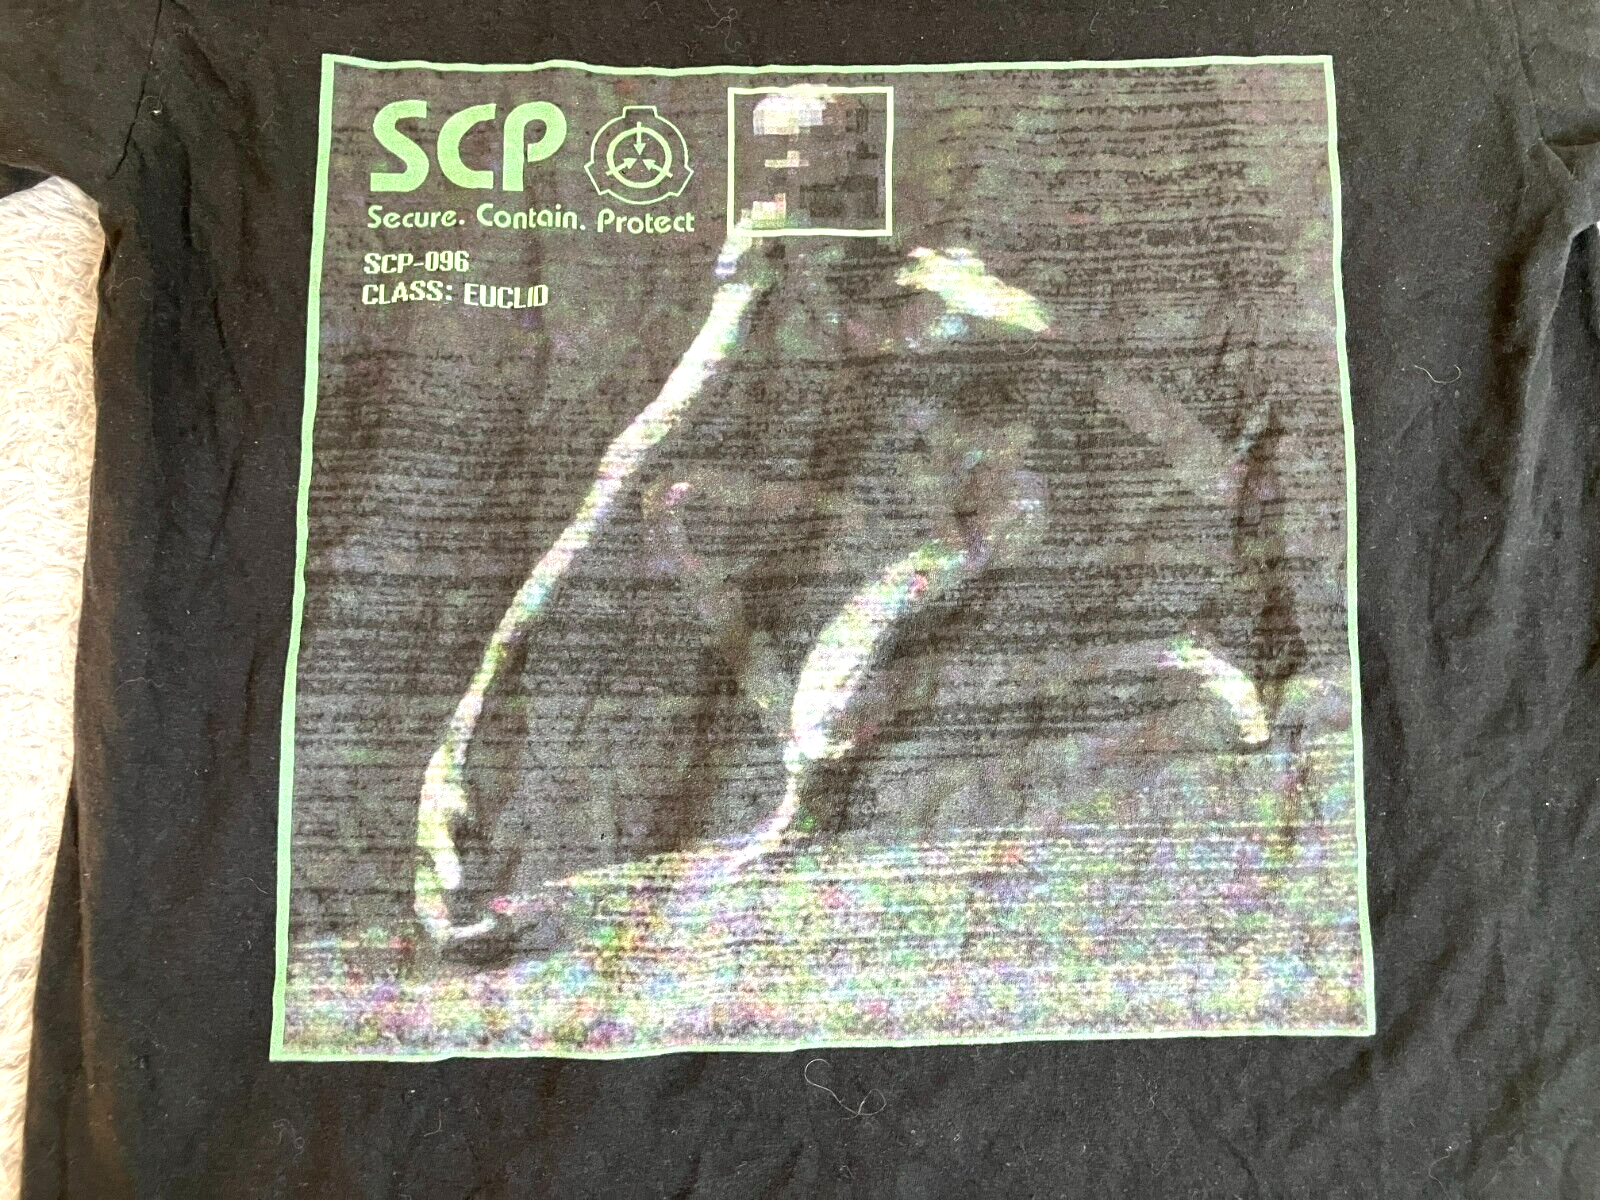 SCP
Secure. Contain. Protect
SCP-096
CLASS: EUCLID